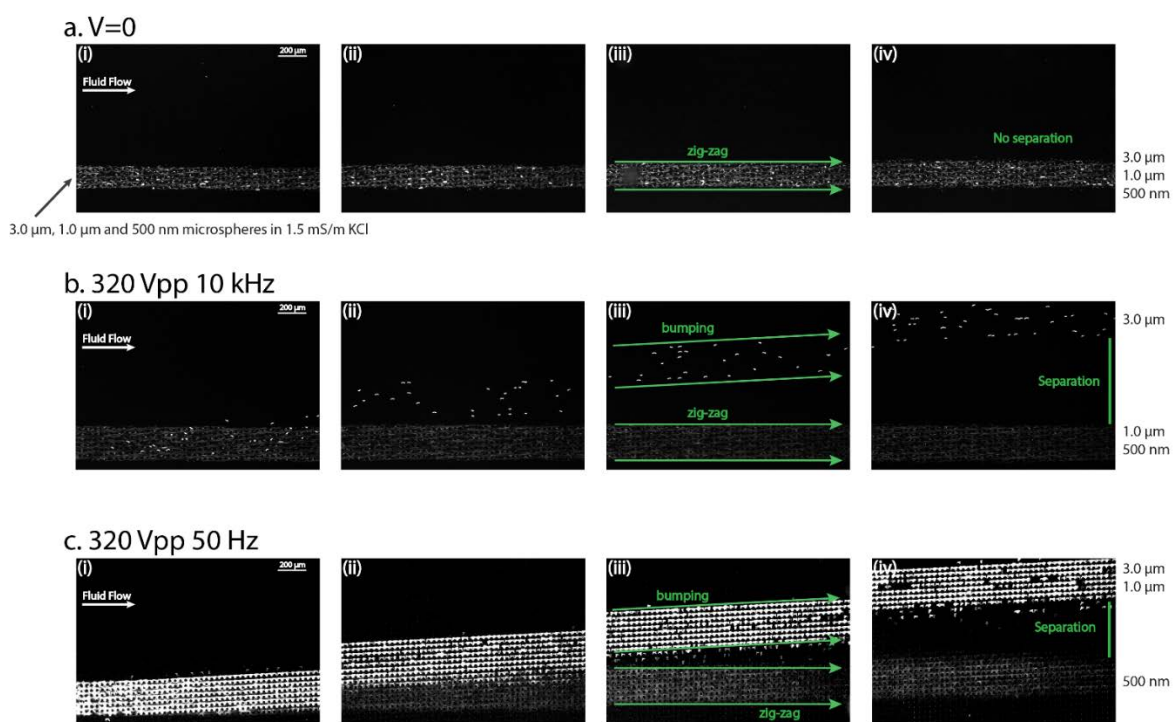 a. V=0
(i)
200 µm
(ii)
(iii)
(iv)
Fluid Flow
zig-zag
No separation
3.0 µm
1.0 µm
500 nm
3.0 µm, 1.0 µm and 500 nm microspheres in 1.5 mS/m KCl
b. 320 Vpp 10 kHz
(i)
200 µm
(ii)
(iii)
(iv)
Fluid Flow
bumping
zig-zag
3.0 µm
Separation
1.0 µm
500 nm
c. 320 Vpp 50 Hz
(i)
200 µm
(ii)
(iii)
(iv)
Fluid Flow
bumping
zig-zag
3.0 µm
1.0 µm
Separation
500 nm